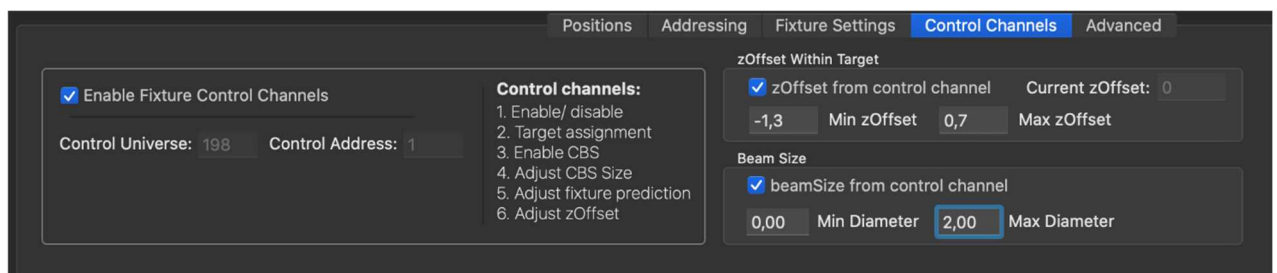 Positions Addressing Fixture Settings Control Channels Advanced
Enable Fixture Control Channels
Control Universe: 198 Control Address: 1
Control channels:
1. Enable/ disable
2. Target assignment
3. Enable CBS
4. Adjust CBS Size
5. Adjust fixture prediction
6. Adjust zOffset
zOffset Within Target
zOffset from control channel Current zOffset: 0
-1,3 Min zOffset 0,7 Max zOffset
Beam Size
beamSize from control channel
0,00 Min Diameter 2,00 Max Diameter